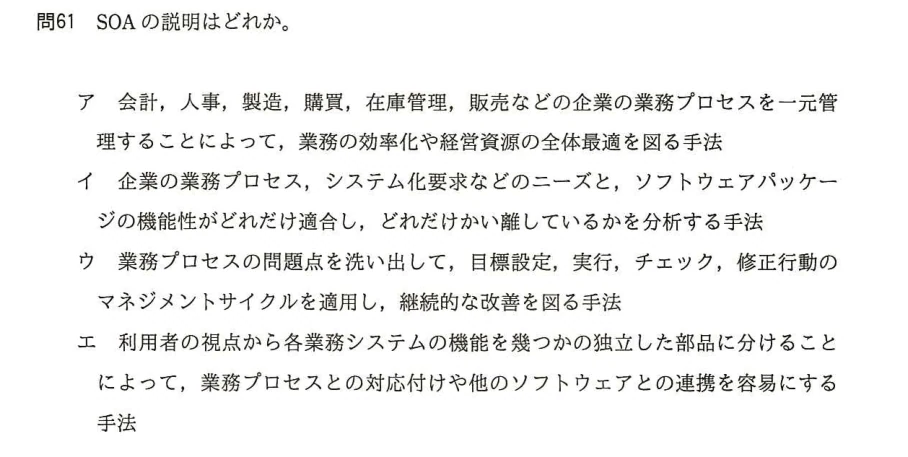 問61 SOA の説明はどれか。
ア 会計，人事，製造，購買，在庫管理，販売などの企業の業務プロセスを一元管
理することによって，業務の効率化や経営資源の全体最適を図る手法
イ 企業の業務プロセス，システム化要求などのニーズと，ソフトウェアパッケー
ジの機能性がどれだけ適合し，どれだけかい離しているかを分析する手法
ウ 業務プロセスの問題点を洗い出して，目標設定，実行，チェック，修正行動の
マネジメントサイクルを適用し，継続的な改善を図る手法
エ 利用者の視点から各業務システムの機能を幾つかの独立した部品に分けること
によって，業務プロセスとの対応付けや他のソフトウェアとの連携を容易にする
手法